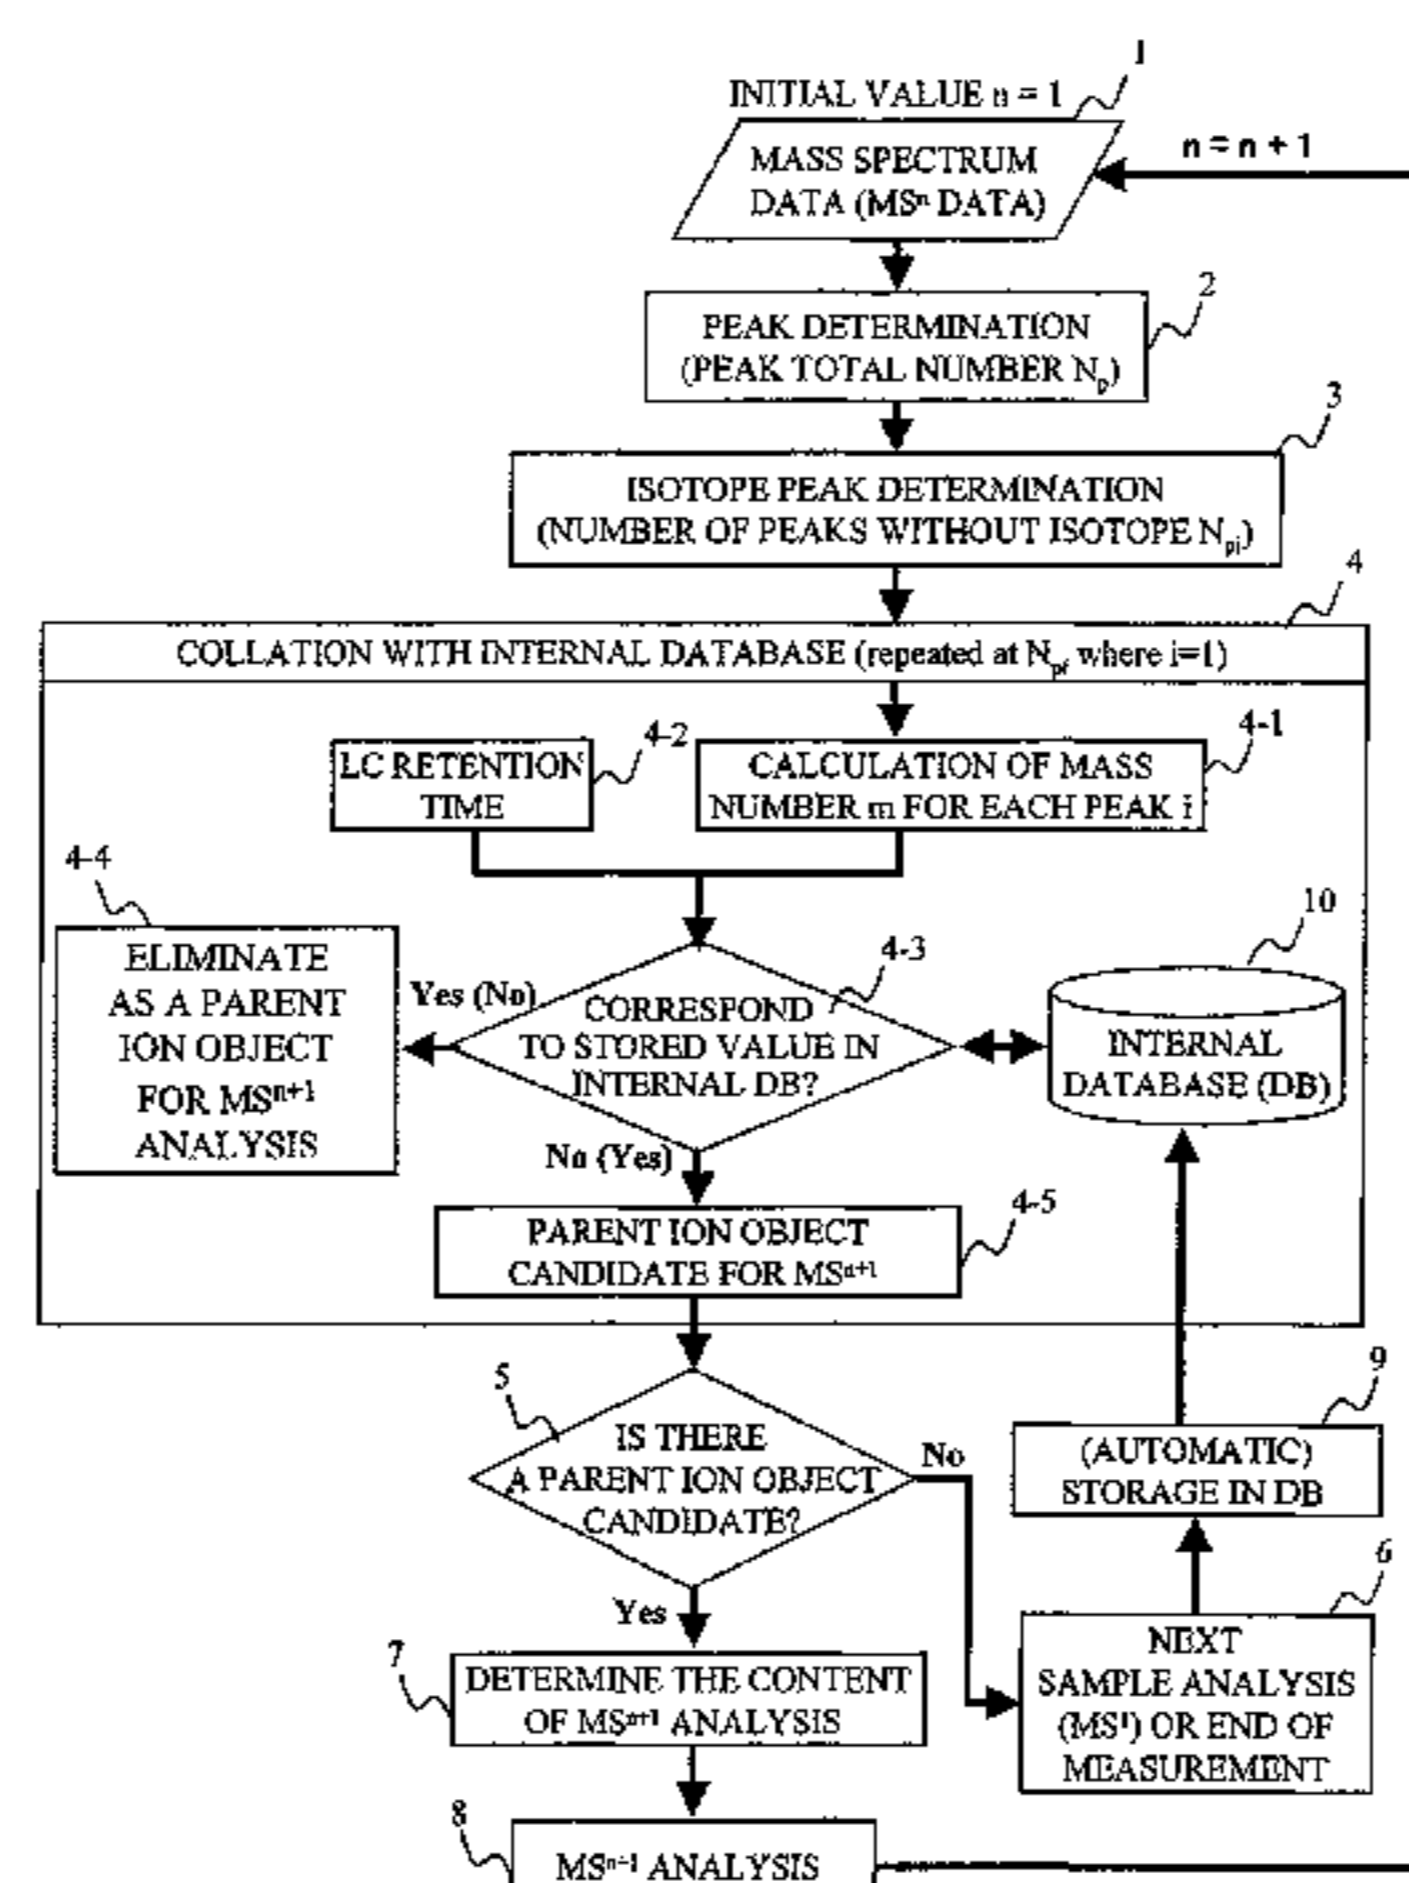 1
INITIAL VALUE n = 1
MASS SPECTRUM
DATA (MSⁿ DATA)
n = n + 1
2
PEAK DETERMINATION
(PEAK TOTAL NUMBER Nₚ)
3
ISOTOPE PEAK DETERMINATION
(NUMBER OF PEAKS WITHOUT ISOTOPE Nₚᵢ)
4
COLLATION WITH INTERNAL DATABASE (repeated at Nₚᵢ where i=1)
4-2
LC RETENTION
TIME
4-1
CALCULATION OF MASS
NUMBER m FOR EACH PEAK i
4-4
ELIMINATE
AS A PARENT
ION OBJECT
FOR MSⁿ⁺¹
ANALYSIS
Yes (No)
4-3
CORRESPOND
TO STORED VALUE IN
INTERNAL DB?
10
INTERNAL
DATABASE (DB)
No (Yes)
4-5
PARENT ION OBJECT
CANDIDATE FOR MSⁿ⁺¹
5
IS THERE
A PARENT ION OBJECT
CANDIDATE?
No
9
(AUTOMATIC)
STORAGE IN DB
Yes
6
NEXT
SAMPLE ANALYSIS
(MS¹) OR END OF
MEASUREMENT
7
DETERMINE THE CONTENT
OF MSⁿ⁺¹ ANALYSIS
8
MSⁿ⁺¹ ANALYSIS